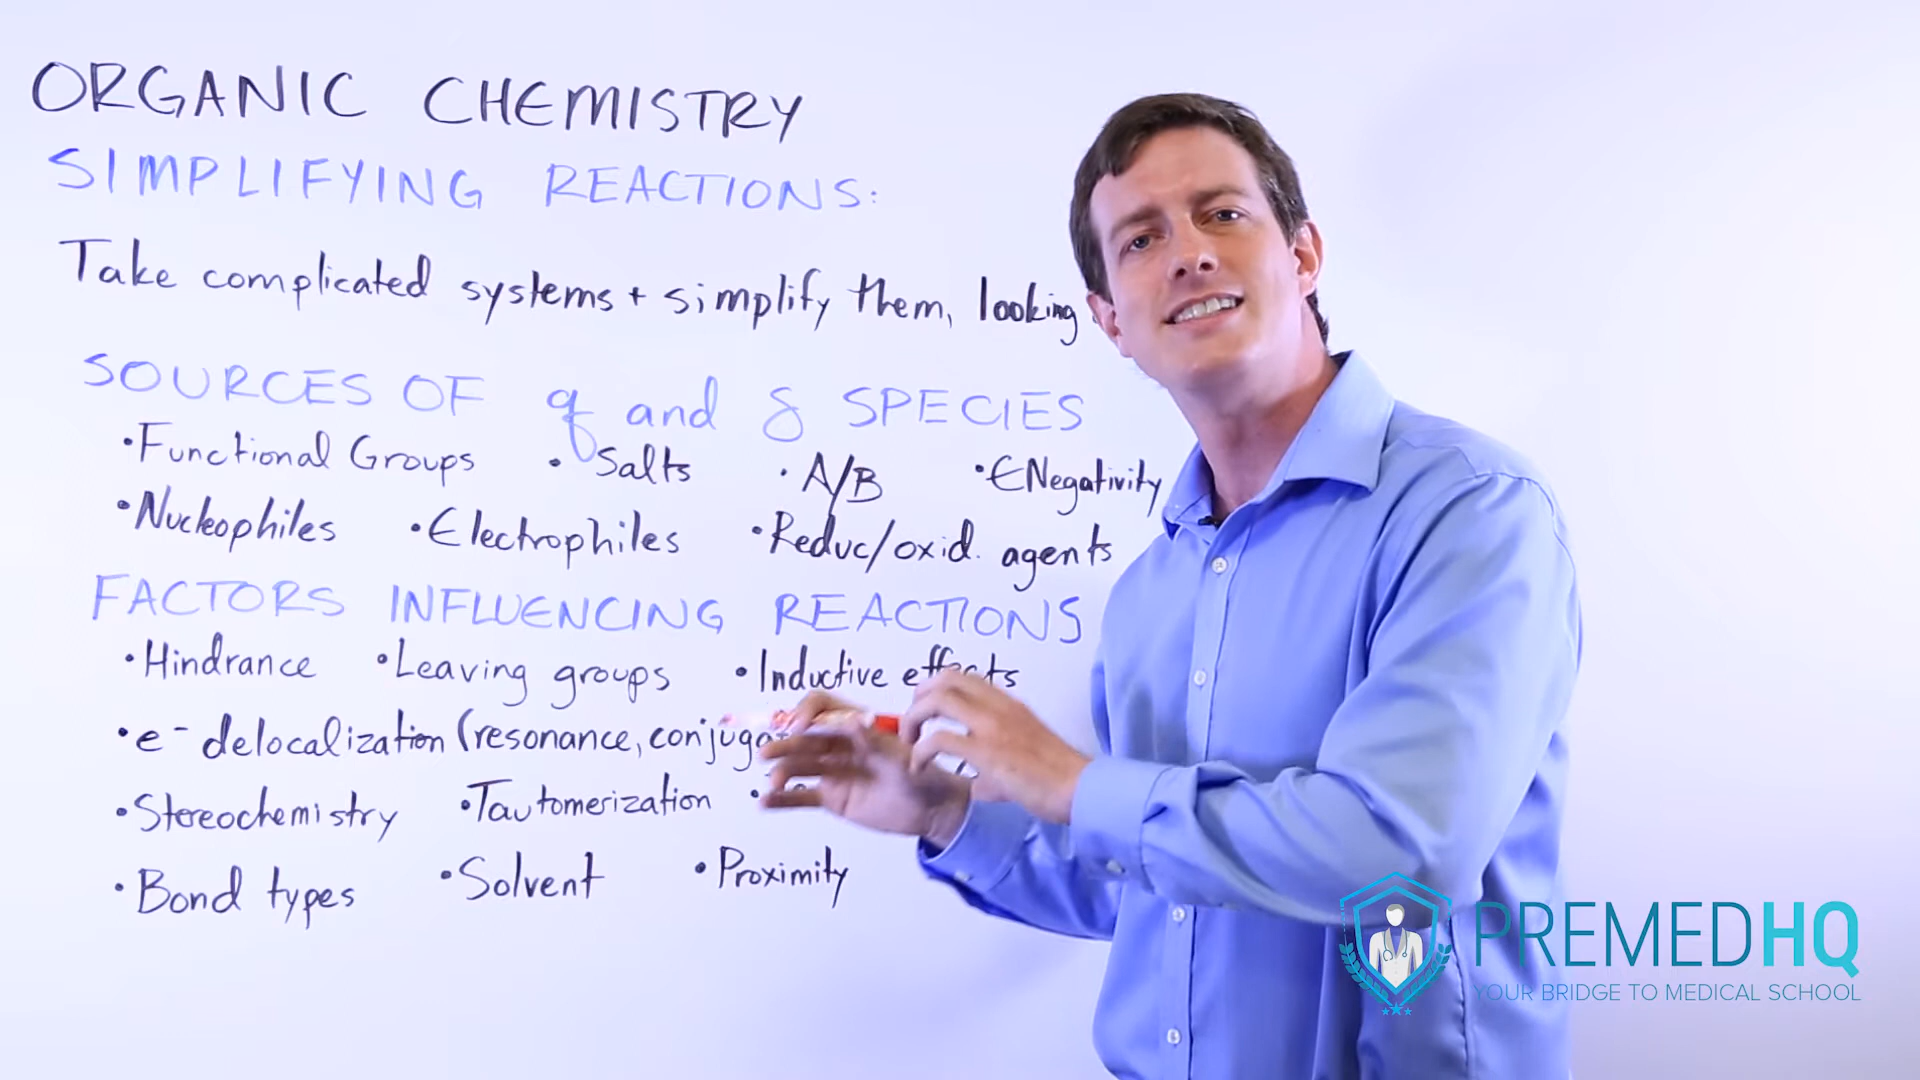 ORGANIC CHEMISTRY
SIMPLIFYING REACTIONS:
Take complicated systems + simplify them, looking
SOURCES OF q and δ SPECIES
•Functional Groups •Salts •A/B •ENegativity
•Nucleophiles •Electrophiles •Reduc/oxid. agents
FACTORS INFLUENCING REACTIONS
•Hindrance •Leaving groups •Inductive effects
•e- delocalization (resonance, conjuga
•Stereochemistry •Tautomerization
•Bond types •Solvent •Proximity
PREMEDHQ
YOUR BRIDGE TO MEDICAL SCHOOL